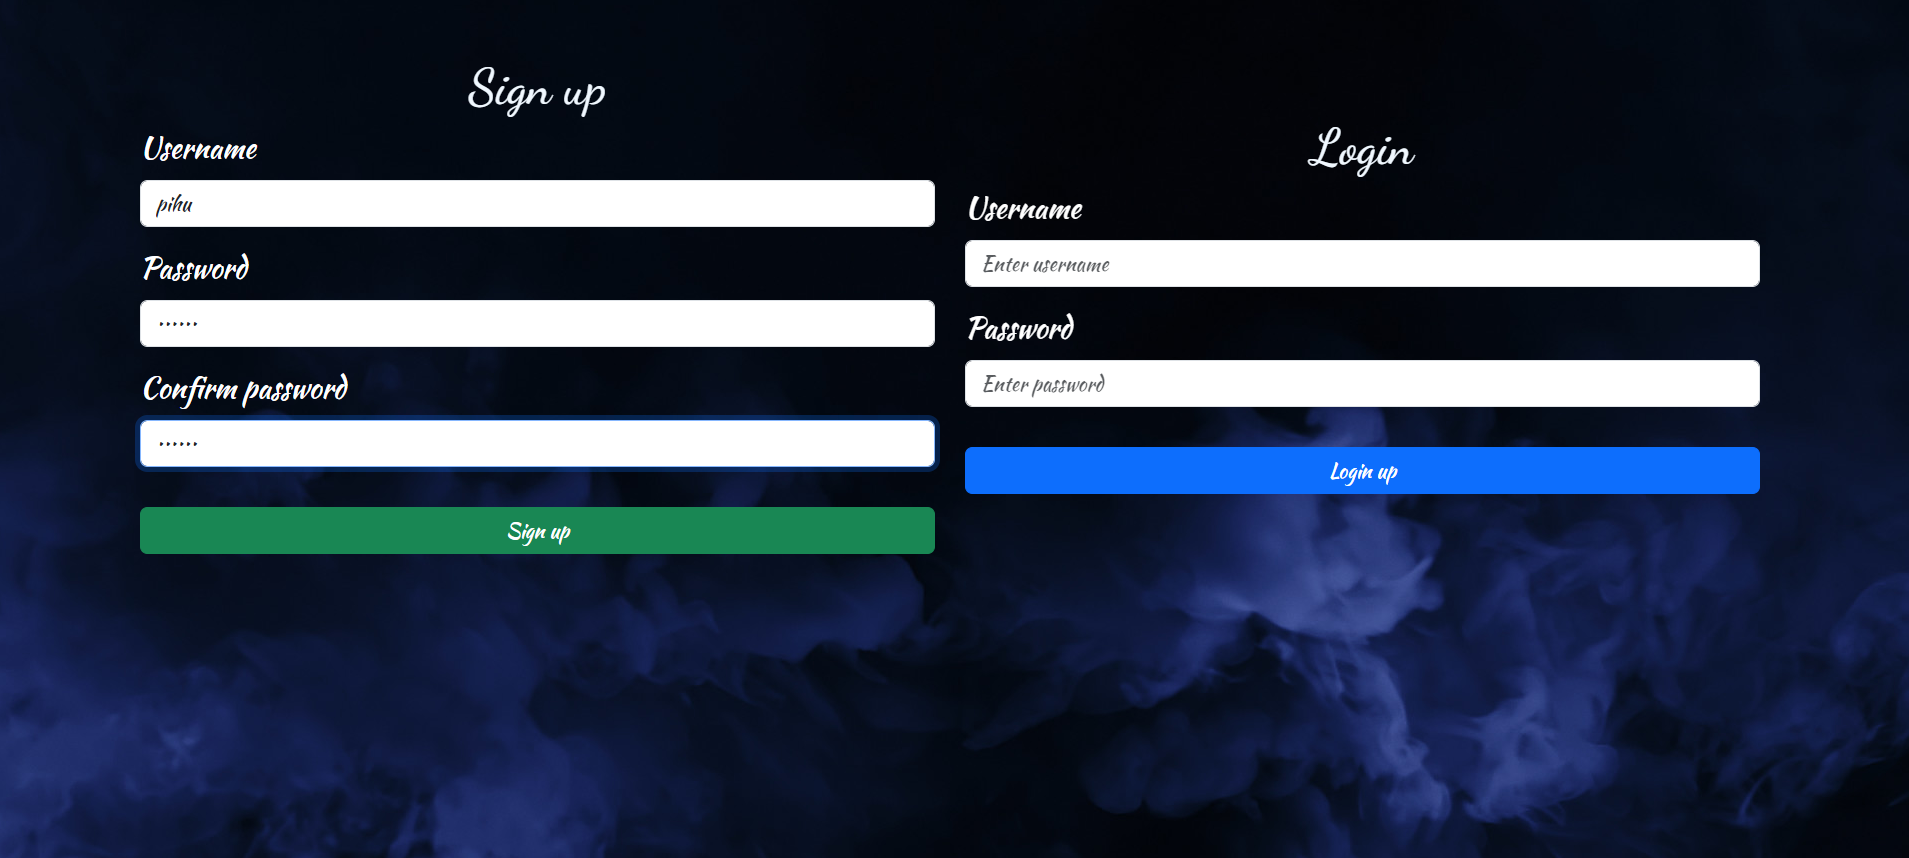 Sign up
Username
pihu
Password
••••••
Confirm password
••••••
Sign up
Login
Username
Enter username
Password
Enter password
Login up